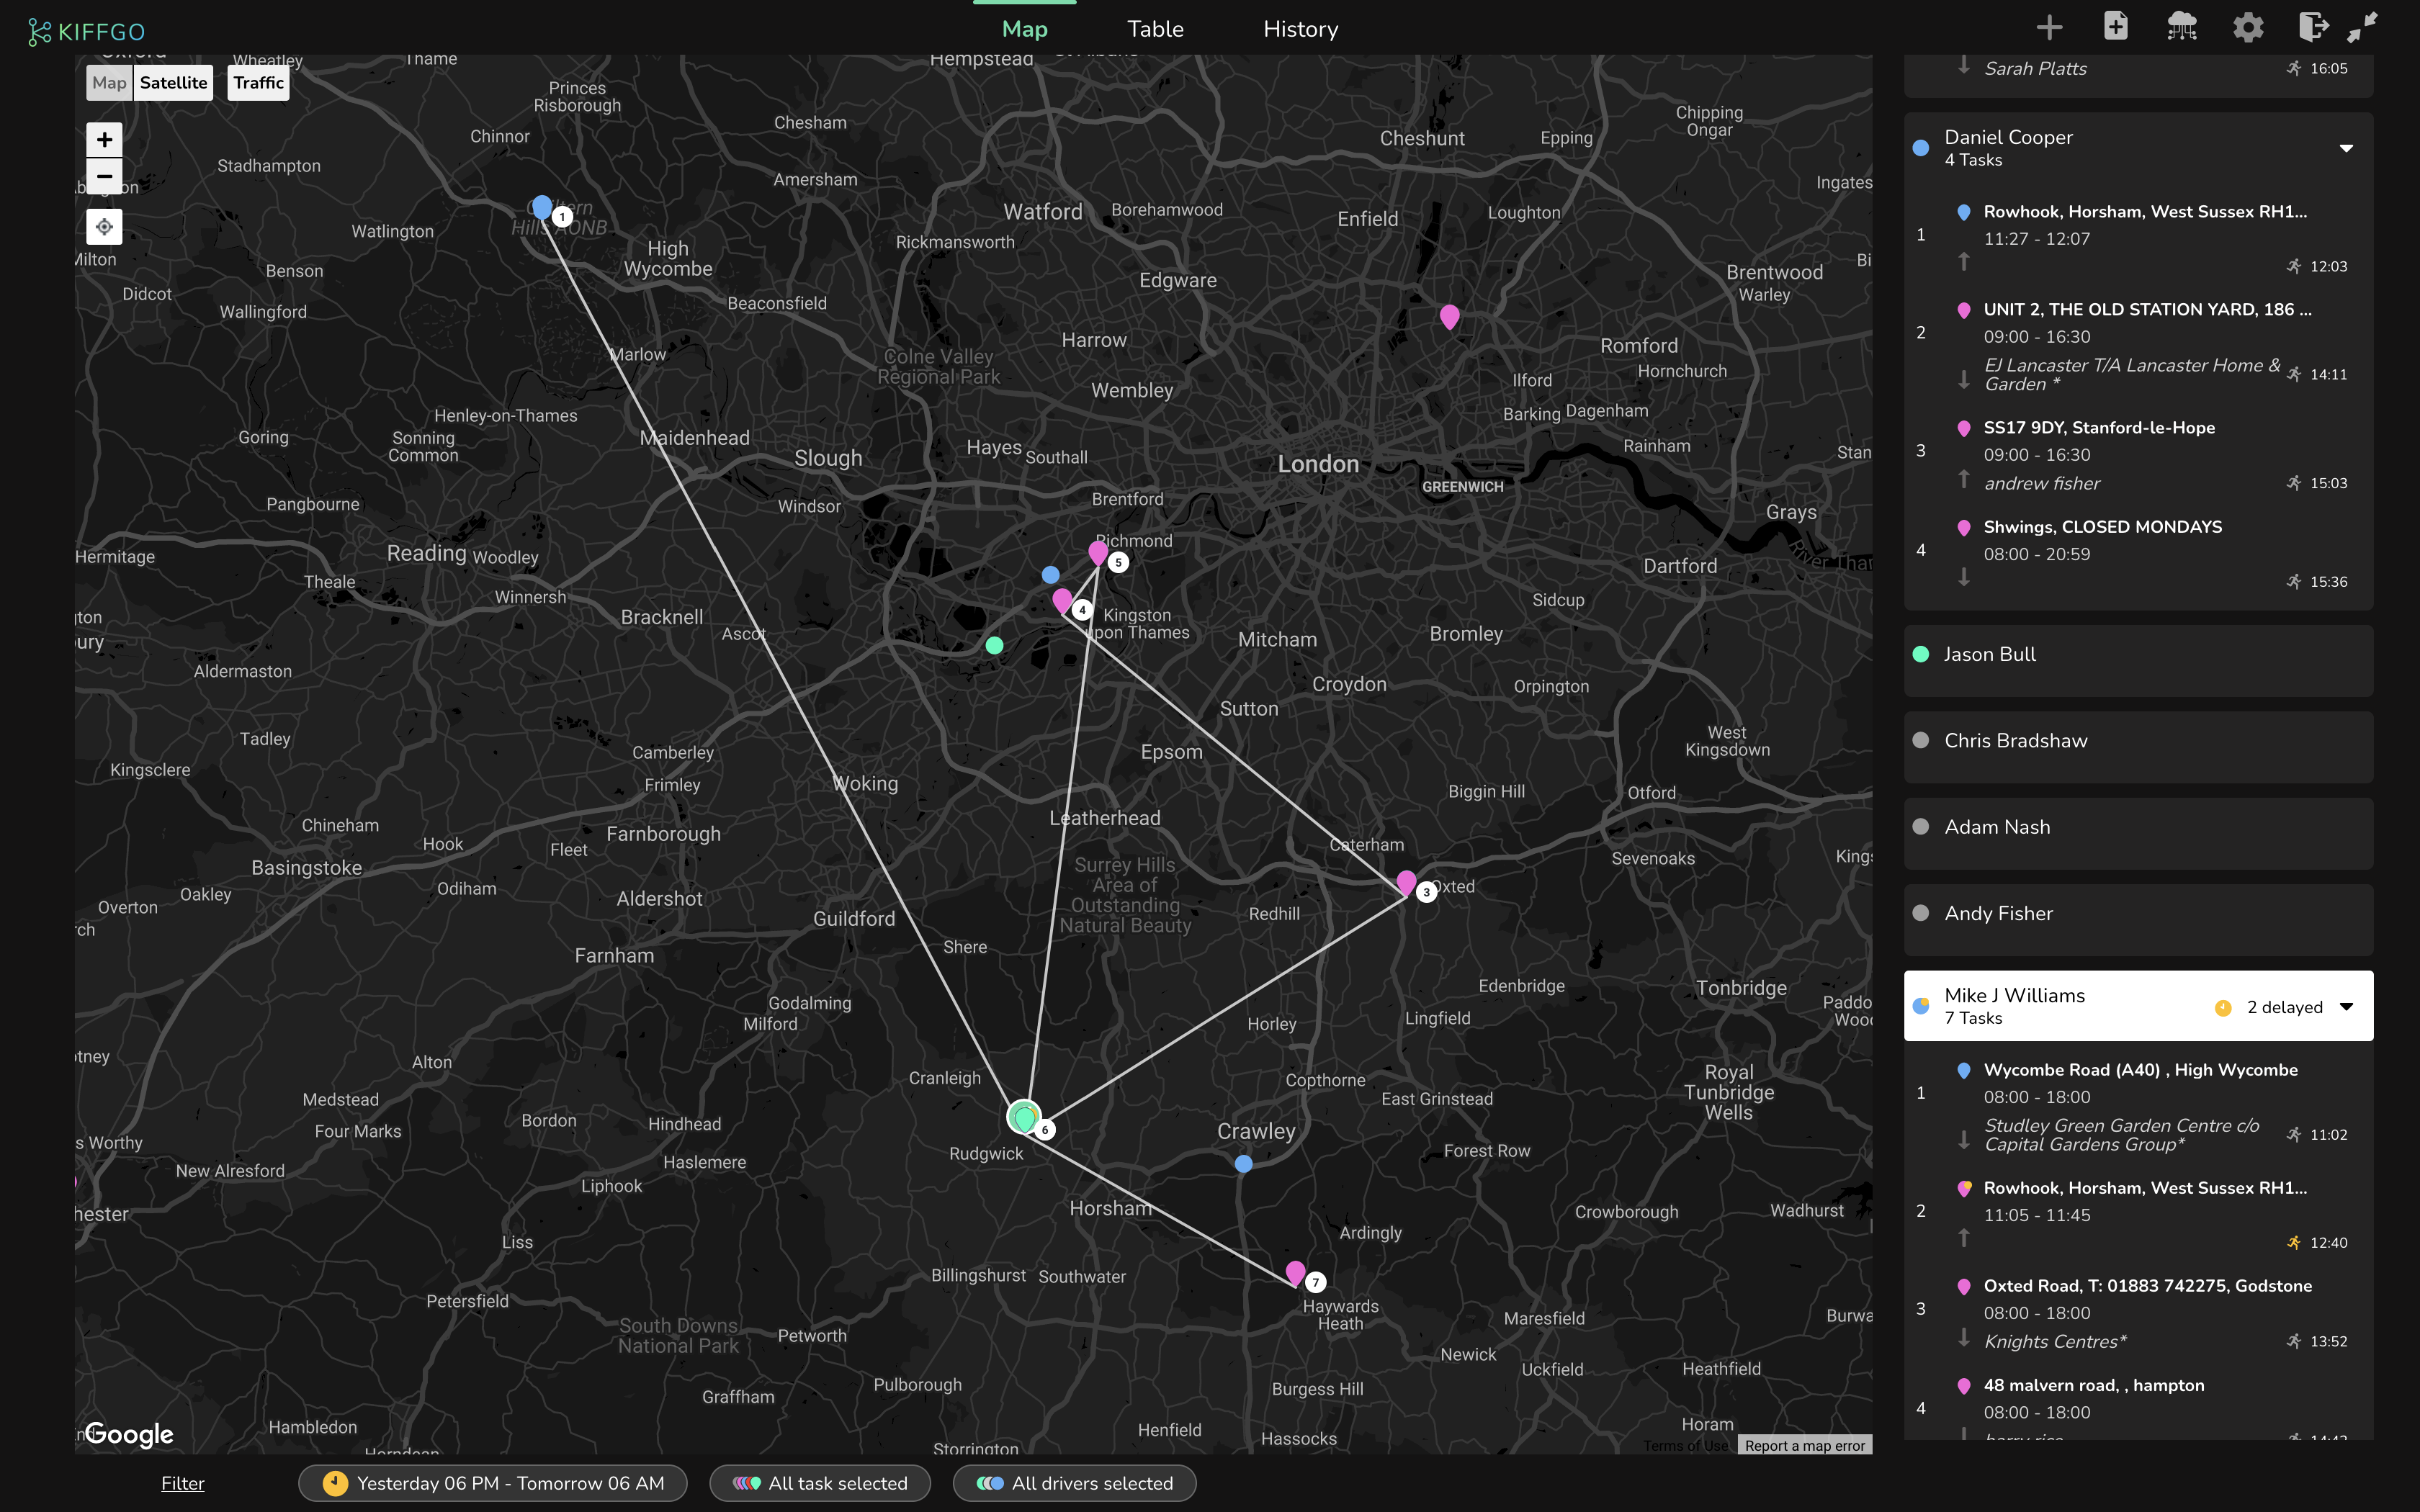 KIFFGO
Map
Table
History
Map
Satellite
Traffic
Wheatley
Thame
Hempstead
Princes
Risborough
Chinnor
Chesham
Cheshunt
Epping
Chipping
Ongar
Stadhampton
Amersham
Ingates
Watlington
Hills AONB
1
High
Wycombe
Watford
Borehamwood
Enfield
Loughton
Rickmansworth
Milton
Benson
Didcot
Wallingford
Beaconsfield
Edgware
Brentwood
Warley
Marlow
Colne Valley
Regional Park
Harrow
Wembley
Romford
Hornchurch
Ilford
Barking
Dagenham
Henley-on-Thames
Goring
Sonning
Common
Maidenhead
Slough
Hayes
Southall
London
Rainham
Stan
Pangbourne
Windsor
Brentford
GREENWICH
Grays
Hermitage
Reading
Woodley
Richmond
5
River Thar
Theale
Winnersh
Dartford
Bracknell
Ascot
4
Kingston
upon Thames
Mitcham
Bromley
Sidcup
Aldermaston
Croydon
Orpington
Sutton
Tadley
Camberley
Epsom
West
Kingsdown
Kingsclere
Frimley
Woking
Biggin Hill
Otford
Chineham
Hook
Fleet
Farnborough
Leatherhead
Caterham
Sevenoaks
Kings
Basingstoke
Odiham
Oakley
Overton
Aldershot
Guildford
Surrey Hills
Area of
Outstanding
Natural Beauty
3
Oxted
Redhill
Farnham
Shere
Edenbridge
Tonbridge
Paddo
Wood
Godalming
Milford
Horley
Lingfield
Alton
Cranleigh
Copthorne
Royal
Tunbridge
Wells
Medstead
Four Marks
Bordon
Hindhead
6
East Grinstead
s Worthy
New Alresford
Haslemere
Rudgwick
Crawley
Forest Row
Liphook
Horsham
Crowborough
Wadhurst
hester
Liss
Ardingly
Billingshurst
Southwater
7
Petersfield
Haywards
Heath
Maresfield
Burwa
South Downs
National Park
Petworth
Newick
Uckfield
Heathfield
Graffham
Pulborough
Burgess Hill
Hambledon
Henfield
Hassocks
Horam
Horndean
Storrington
Google
Terms of Use
Report a map error
Filter
Yesterday 06 PM - Tomorrow 06 AM
All task selected
All drivers selected
Sarah Platts
16:05
Daniel Cooper
4 Tasks
1
Rowhook, Horsham, West Sussex RH1...
11:27 - 12:07
12:03
2
UNIT 2, THE OLD STATION YARD, 186 ...
09:00 - 16:30
EJ Lancaster T/A Lancaster Home &
Garden *
14:11
3
SS17 9DY, Stanford-le-Hope
09:00 - 16:30
andrew fisher
15:03
4
Shwings, CLOSED MONDAYS
08:00 - 20:59
15:36
Jason Bull
Chris Bradshaw
Adam Nash
Andy Fisher
Mike J Williams
7 Tasks
2 delayed
1
Wycombe Road (A40) , High Wycombe
08:00 - 18:00
Studley Green Garden Centre c/o
Capital Gardens Group*
11:02
2
Rowhook, Horsham, West Sussex RH1...
11:05 - 11:45
12:40
3
Oxted Road, T: 01883 742275, Godstone
08:00 - 18:00
Knights Centres*
13:52
4
48 malvern road, , hampton
08:00 - 18:00